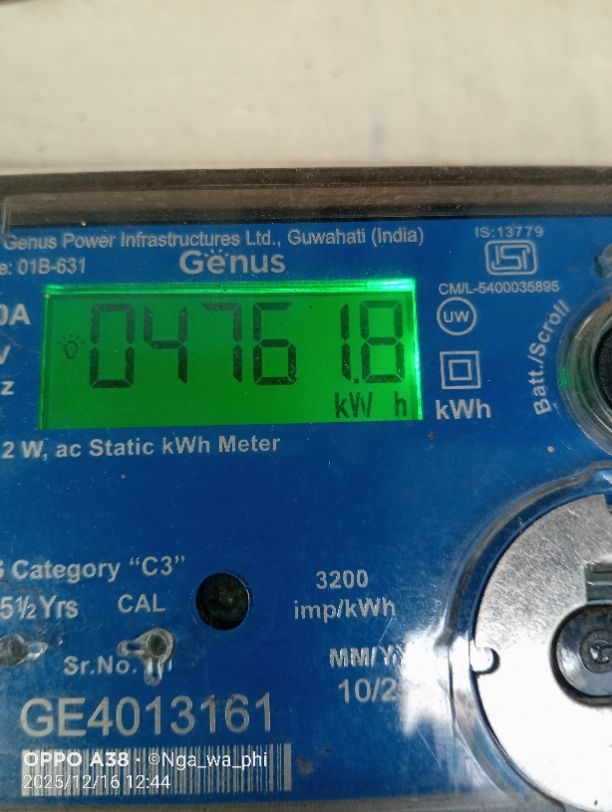 Genus Power Infrastructures Ltd., Guwahati (India)
IS:13779
e: 01B-631
Genus
ISI
CM/L-5400035895
0A
04761.8
UW
V
z
kW h
kWh
Batt./Scroll
2 W, ac Static kWh Meter
Category "C3"
5½ Yrs
CAL
3200
imp/kWh
Sr.No.
MM/Y
10/2
GE4013161
OPPO A38 · ©Nga_wa_phi
2025/12/16 12:44